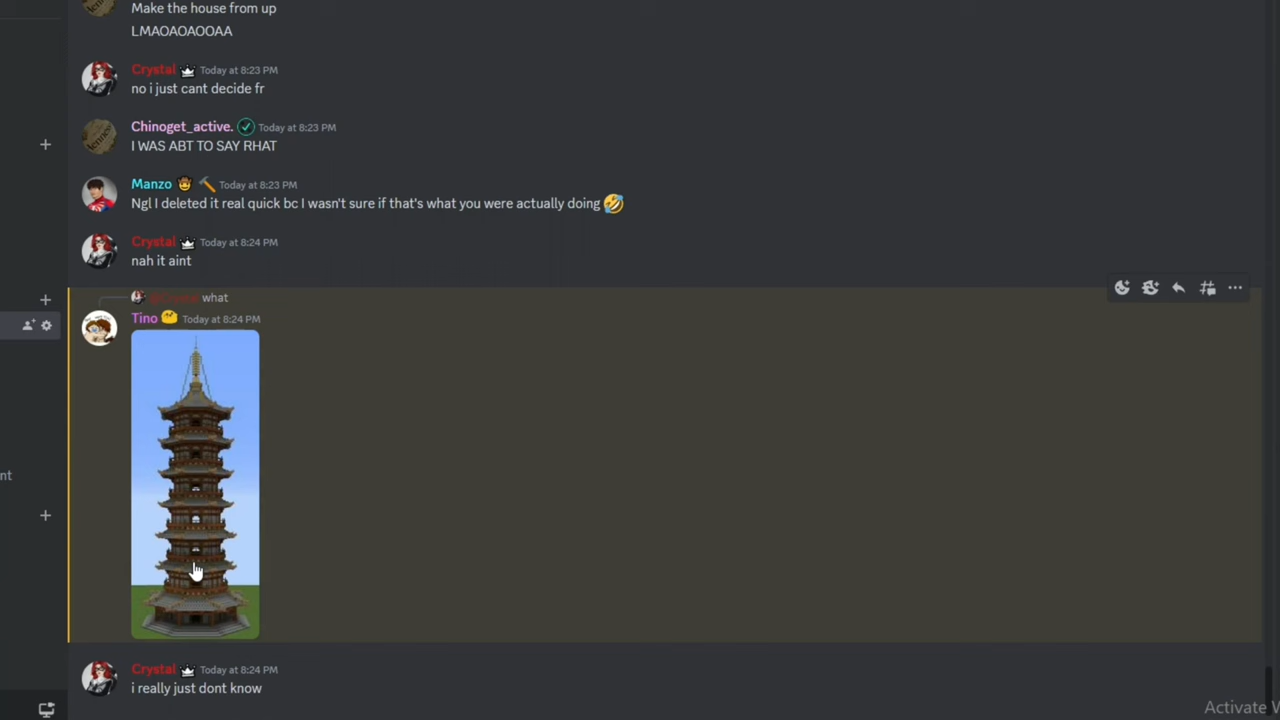 Make the house from up
LMAOAOAOOAA
Crystal Today at 8:23 PM
no i just cant decide fr
Chinoget_active. Today at 8:23 PM
I WAS ABT TO SAY RHAT
Manzo Today at 8:23 PM
Ngl I deleted it real quick bc I wasn't sure if that's what you were actually doing
Crystal Today at 8:24 PM
nah it aint
@Crystal what
Tino Today at 8:24 PM
nt
Crystal Today at 8:24 PM
i really just dont know
Activate